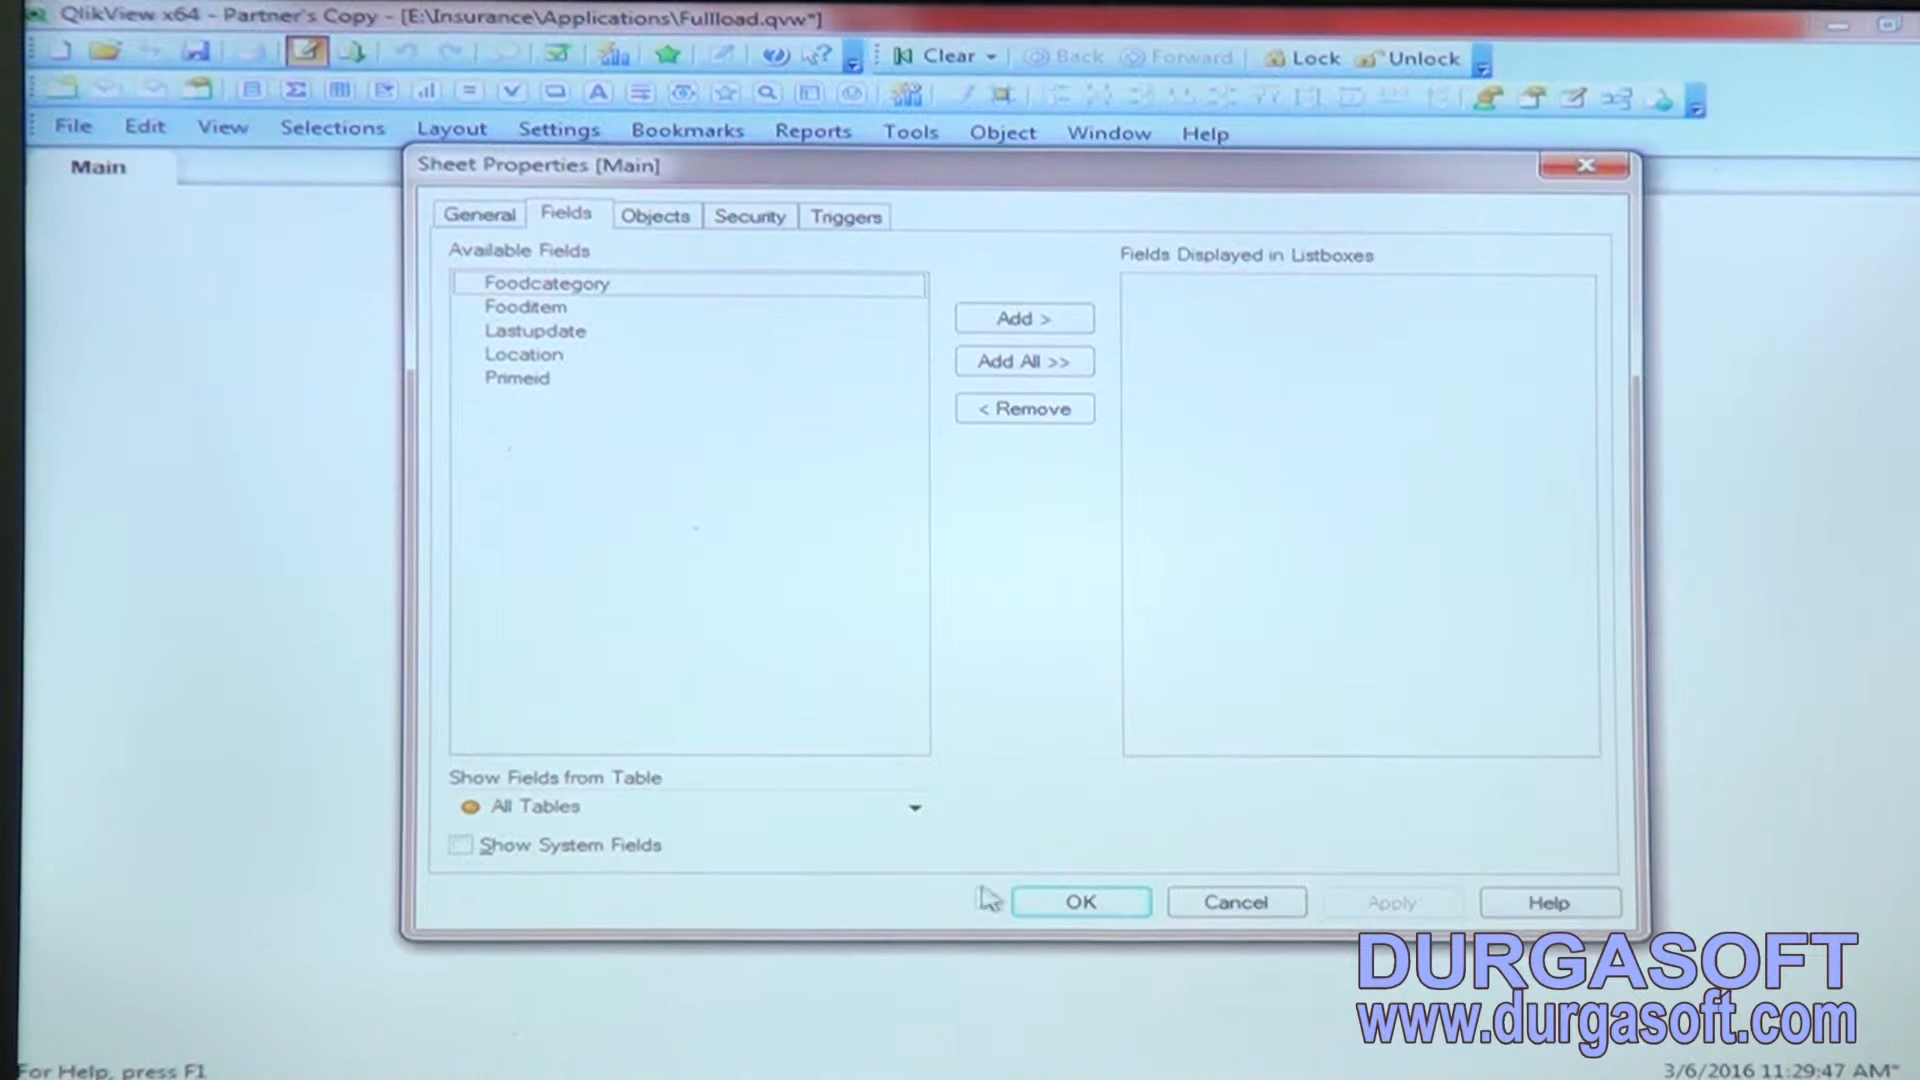 QlikView x64 - Partner's Copy - [E:\Insurance\Applications\Fullload.qvw*]
Clear Back Forward Lock Unlock
File Edit View Selections Layout Settings Bookmarks Reports Tools Object Window Help
Main
Sheet Properties [Main]
General Fields Objects Security Triggers
Available Fields
Fields Displayed in Listboxes
Foodcategory
Fooditem
Lastupdate
Location
Primeid
Add >
Add All >>
< Remove
Show Fields from Table
All Tables
Show System Fields
OK Cancel Apply Help
DURGASOFT
www.durgasoft.com
For Help, press F1
3/6/2016 11:29:47 AM*